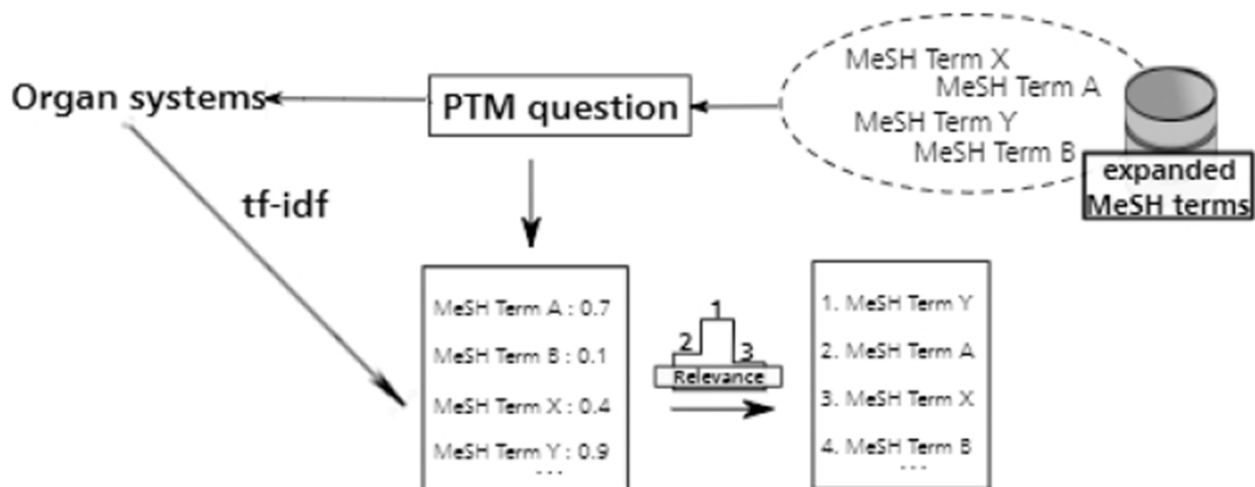 MeSH Term X
MeSH Term A
MeSH Term Y
MeSH Term B
expanded
MeSH terms
PTM question
Organ systems
tf-idf
MeSH Term A : 0.7
MeSH Term B : 0.1
MeSH Term X : 0.4
MeSH Term Y : 0.9
...
1
2
3
Relevance
1. MeSH Term Y
2. MeSH Term A
3. MeSH Term X
4. MeSH Term B
...